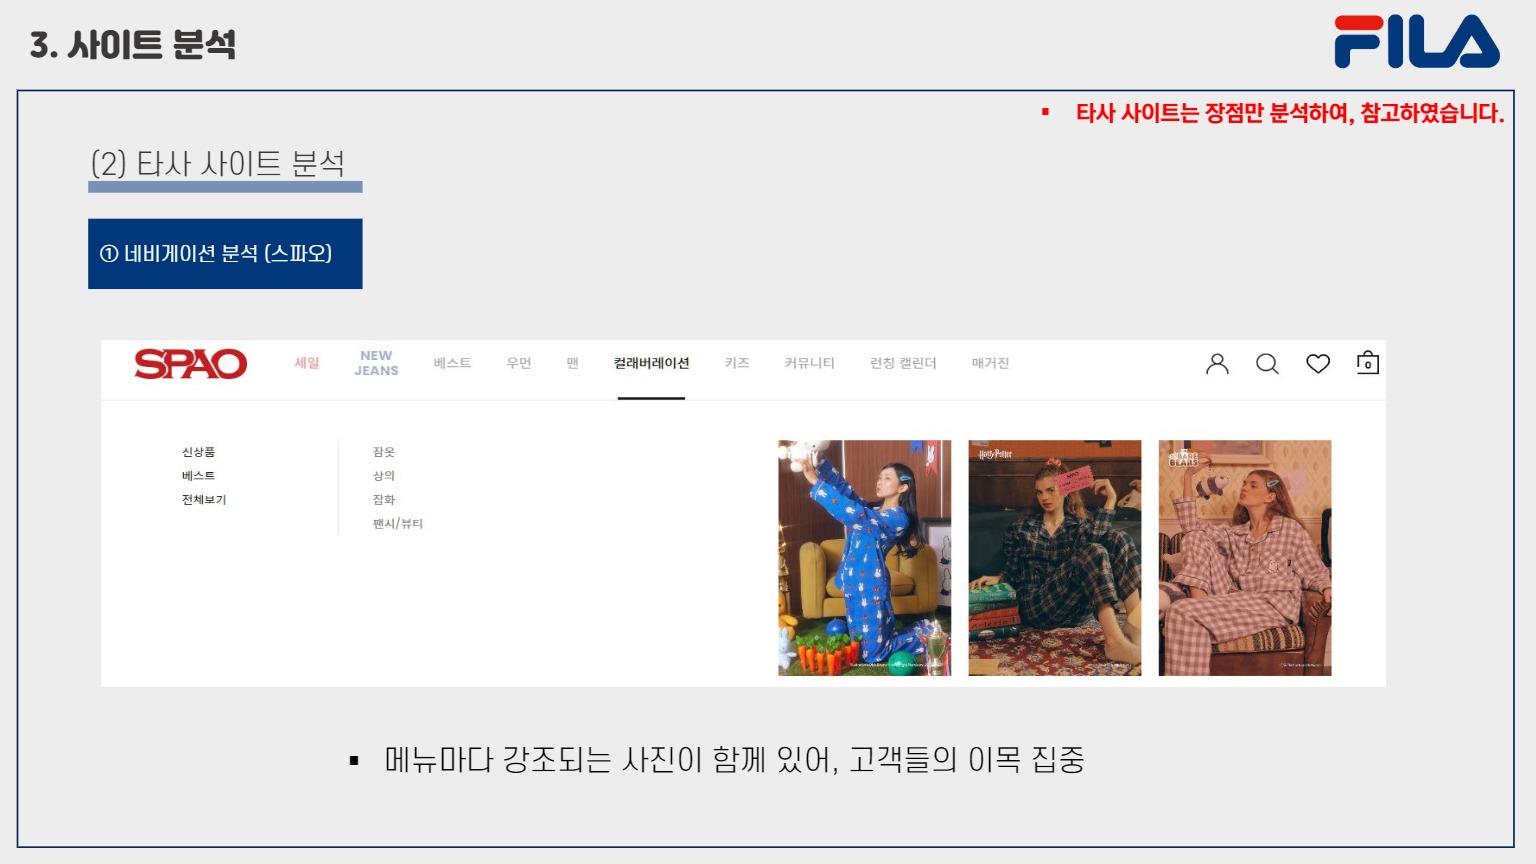 3. 사이트 분석
FILA
▪ 타사 사이트는 장점만 분석하여, 참고하였습니다.
(2) 타사 사이트 분석
① 네비게이션 분석 (스파오)
SPAO 세일 NEW JEANS 베스트 우먼 맨 컬래버레이션 키즈 커뮤니티 런칭 캘린더 매거진 0
신상품
베스트
전체보기
잠옷
상의
잡화
팬시/뷰티
Harry Potter
WE BARE BEARS
▪ 메뉴마다 강조되는 사진이 함께 있어, 고객들의 이목 집중